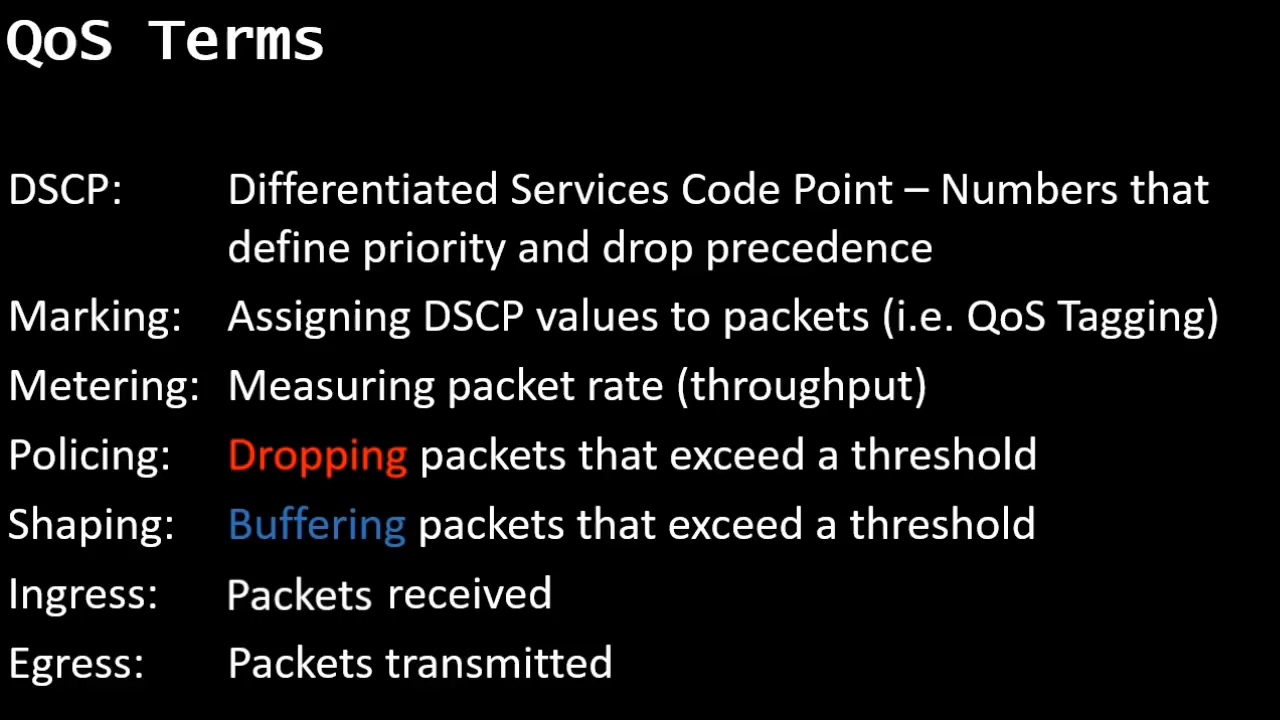 QoS Terms
DSCP: Differentiated Services Code Point – Numbers that
define priority and drop precedence
Marking: Assigning DSCP values to packets (i.e. QoS Tagging)
Metering: Measuring packet rate (throughput)
Policing: Dropping packets that exceed a threshold
Shaping: Buffering packets that exceed a threshold
Ingress: Packets received
Egress: Packets transmitted